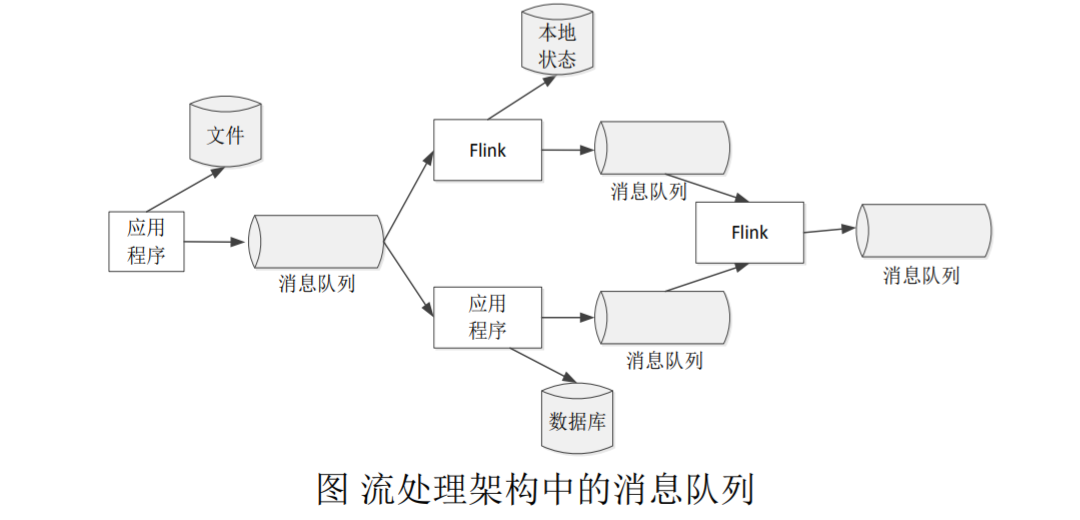 本地
状态
文件
Flink
消息队列
应用
程序
消息队列
Flink
消息队列
应用
程序
消息队列
数据库
图 流处理架构中的消息队列